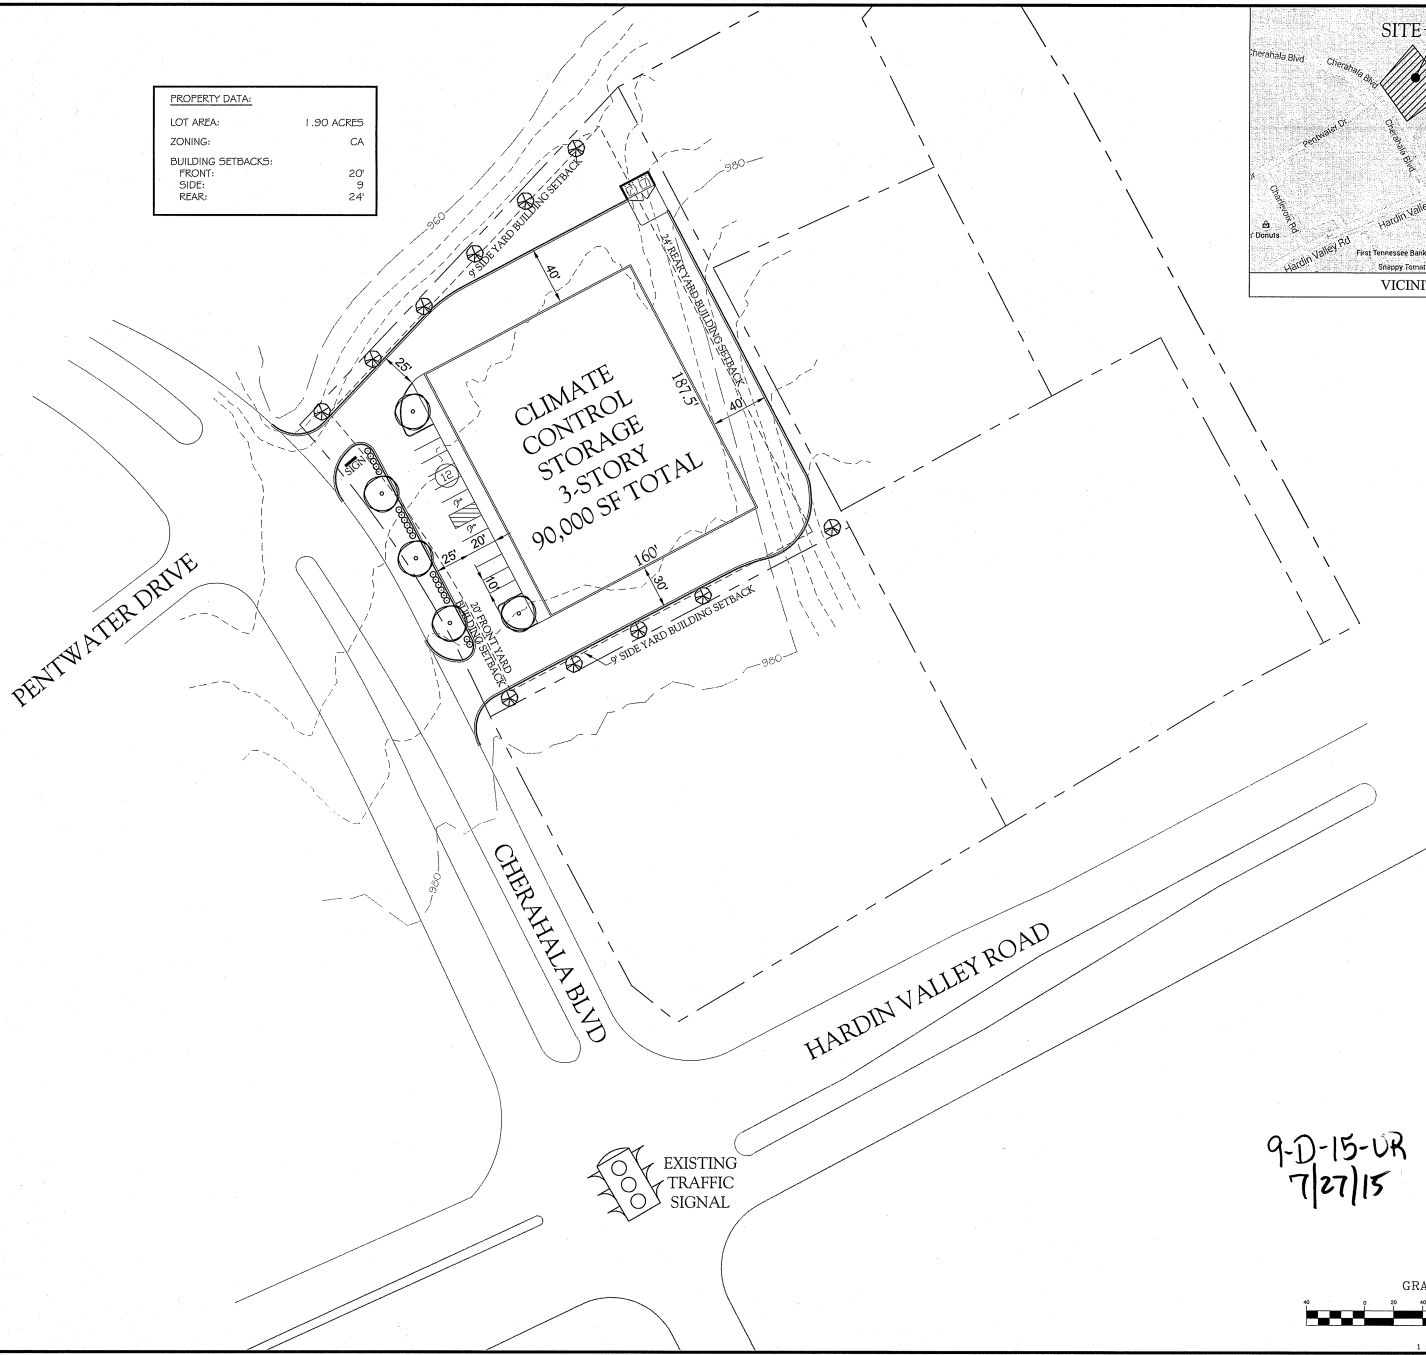 PROPERTY DATA:
LOT AREA: 1.90 ACRES
ZONING: CA
BUILDING SETBACKS:
FRONT: 20'
SIDE: 9
REAR: 24'
SITE
Cherahala Blvd
Cherahala Blvd
Pentwater Dr
Cherahala Blvd
Charlevoix Rd
Hardin Valle
Donuts
Hardin Valley Rd
First Tennessee Bank
Snappy Tomat
VICINI
960
980
9' SIDE YARD BUILDING SETBACK
24' REAR YARD BUILDING SETBACK
40'
25'
CLIMATE
CONTROL
STORAGE
3-STORY
90,000 SF TOTAL
187.5'
40'
160'
30'
SIGN
12
25'
20'
10'
20' FRONT YARD
BUILDING SETBACK
9' SIDE YARD BUILDING SETBACK
980
980
PENTWATER DRIVE
CHERAHALA BLVD
HARDIN VALLEY ROAD
EXISTING
TRAFFIC
SIGNAL
9-D-15-UR
7/27/15
GRA
40 0 20 40
1